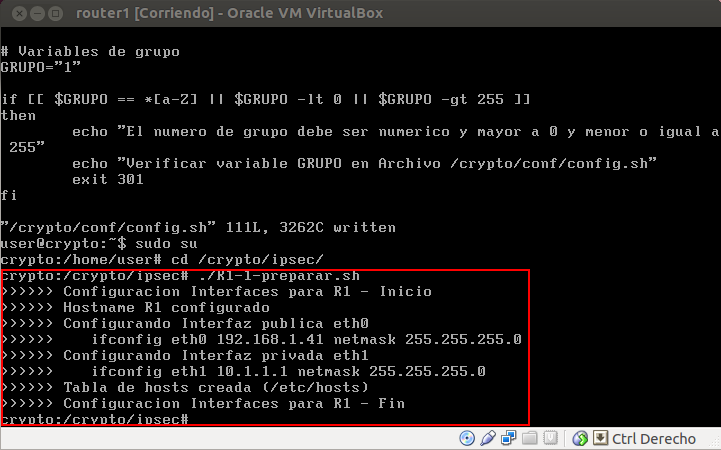 router1 [Corriendo] - Oracle VM VirtualBox
# Variables de grupo
GRUPO="1"
if [[ $GRUPO == *[a-Z] || $GRUPO -lt 0 || $GRUPO -gt 255 ]]
then
echo "El numero de grupo debe ser numerico y mayor a 0 y menor o igual a
255"
echo "Verificar variable GRUPO en Archivo /crypto/conf/config.sh"
exit 301
fi
"/crypto/conf/config.sh" 111L, 3262C written
user@crypto:~$ sudo su
crypto:/home/user# cd /crypto/ipsec/
crypto:/crypto/ipsec# ./R1-1-preparar.sh
>>>>>> Configuracion Interfaces para R1 - Inicio
>>>>>> Hostname R1 configurado
>>>>>> Configurando Interfaz publica eth0
>>>>>> ifconfig eth0 192.168.1.41 netmask 255.255.255.0
>>>>>> Configurando Interfaz privada eth1
>>>>>> ifconfig eth1 10.1.1.1 netmask 255.255.255.0
>>>>>> Tabla de hosts creada (/etc/hosts)
>>>>>> Configuracion Interfaces para R1 - Fin
crypto:/crypto/ipsec#
Ctrl Derecho